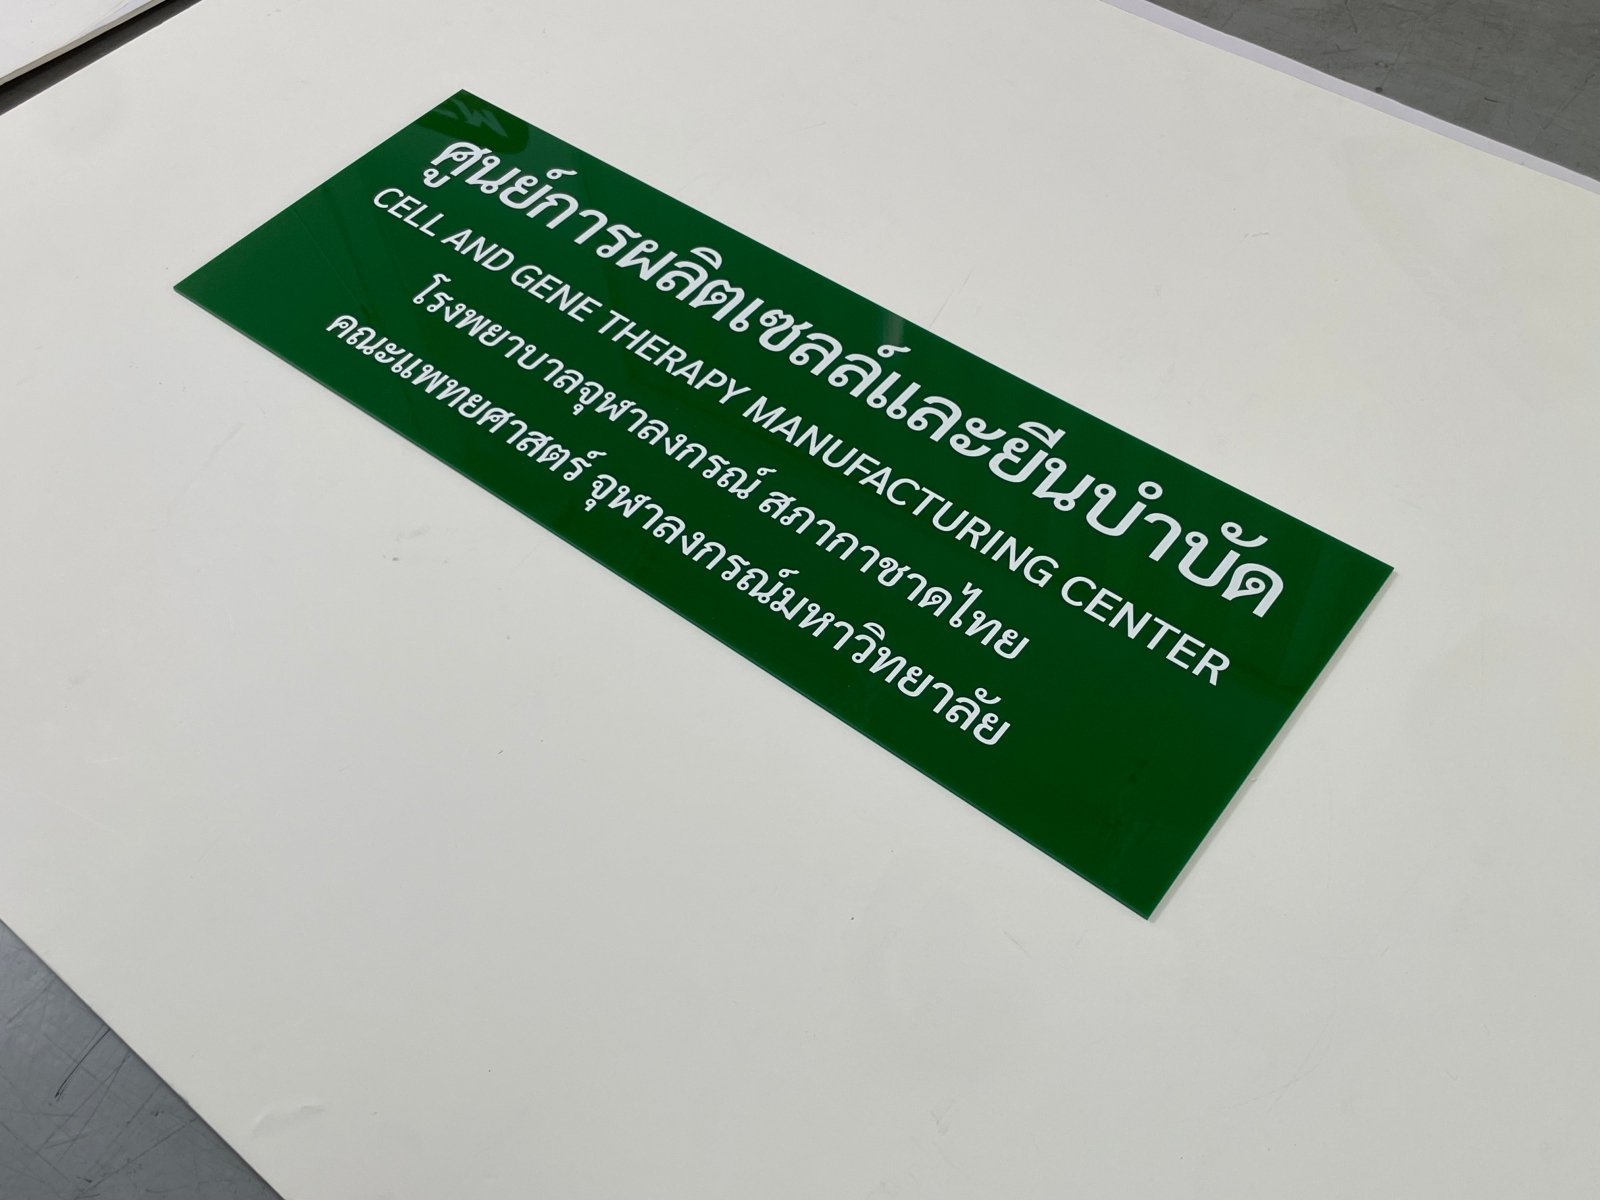 ศูนย์การผลิตเซลล์และยีนบำบัด
CELL AND GENE THERAPY MANUFACTURING CENTER
โรงพยาบาลจุฬาลงกรณ์ สภากาชาดไทย
คณะแพทยศาสตร์ จุฬาลงกรณ์มหาวิทยาลัย